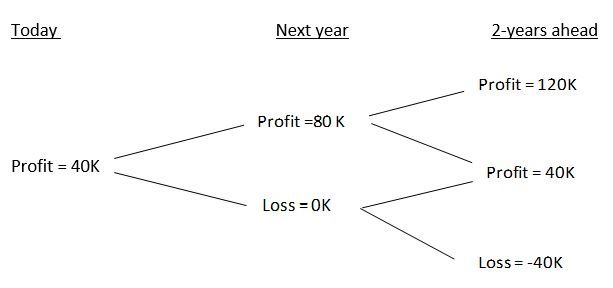 Today
Next year
2-years ahead
Profit = 120K
Profit =80 K
Profit = 40K
Profit = 40K
Loss = 0K
Loss = -40K